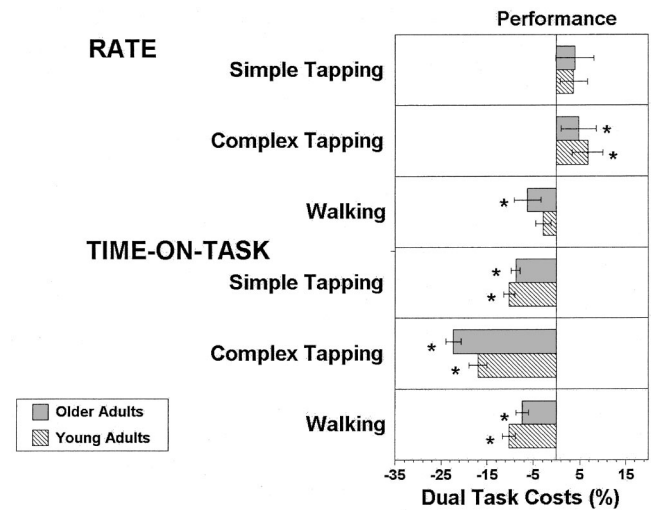 Performance
RATE
Simple Tapping
*
Complex Tapping
*
*
Walking
TIME-ON-TASK
*
Simple Tapping
*
*
Complex Tapping
*
*
Older Adults
Walking
*
Young Adults
*
-35 -25 -15 -5 5 15
Dual Task Costs (%)